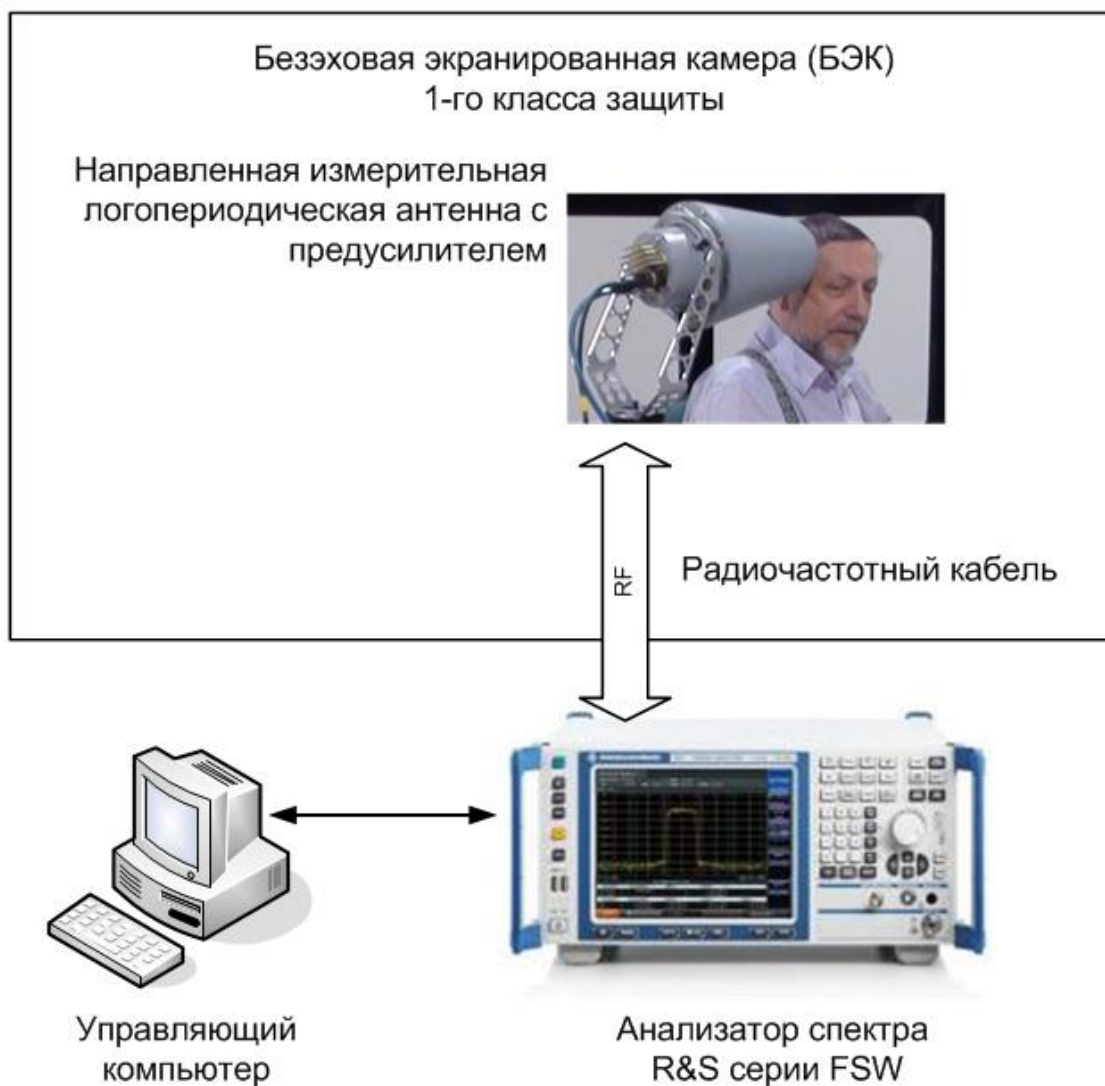 Безэховая экранированная камера (БЭК)
1-го класса защиты
Направленная измерительная
логопериодическая антенна с
предусилителем
RF
Радиочастотный кабель
Управляющий
компьютер
Анализатор спектра
R&S серии FSW